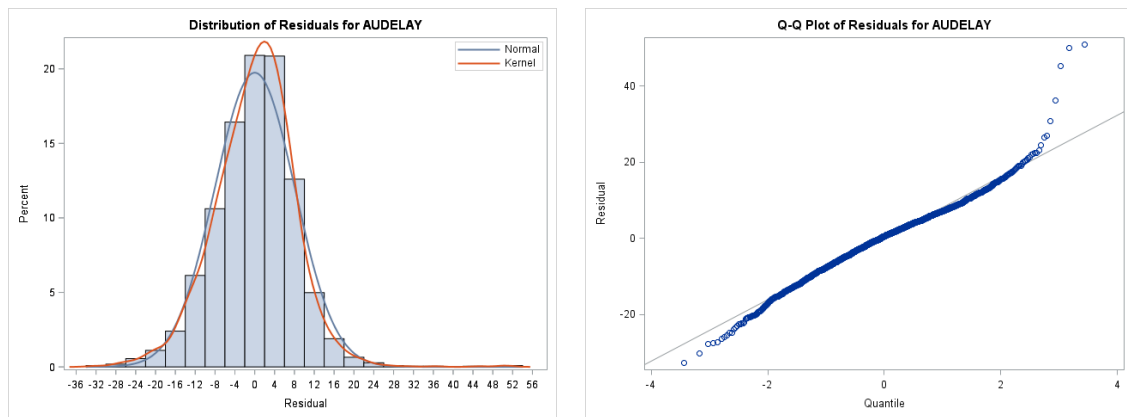 Distribution of Residuals for AUDELAY
Normal
Kernel
20
15
10
5
0
Percent
-36 -32 -28 -24 -20 -16 -12 -8 -4 0 4 8 12 16 20 24 28 32 36 40 44 48 52 56
Residual
Q-Q Plot of Residuals for AUDELAY
40
20
0
-20
Residual
-4 -2 0 2 4
Quantile